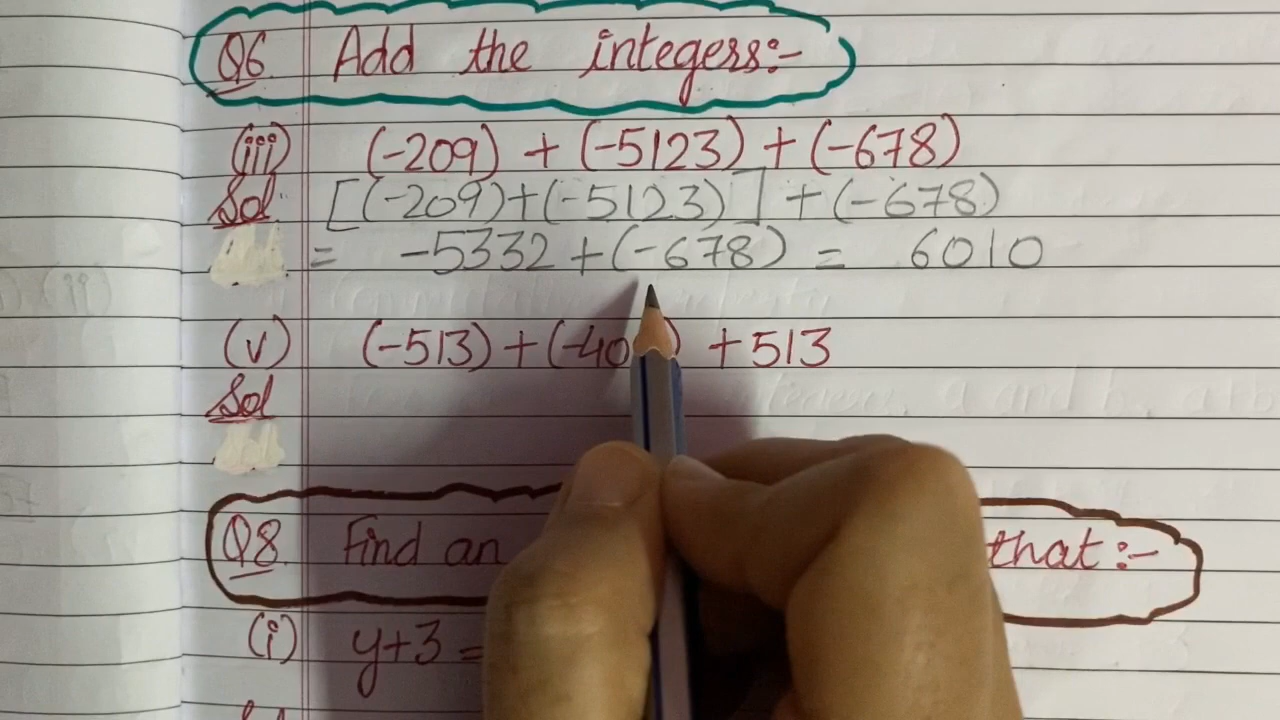 Q6 Add the integers:-
(iii) (-209) + (-5123) + (-678)
Sol. [(-209)+(-5123)] + (-678)
= -5332 +(-678) = 6010
(v) (-513) + (-40 ) + 513
Sol
Q8. Find an that:-
(i) y+3 =